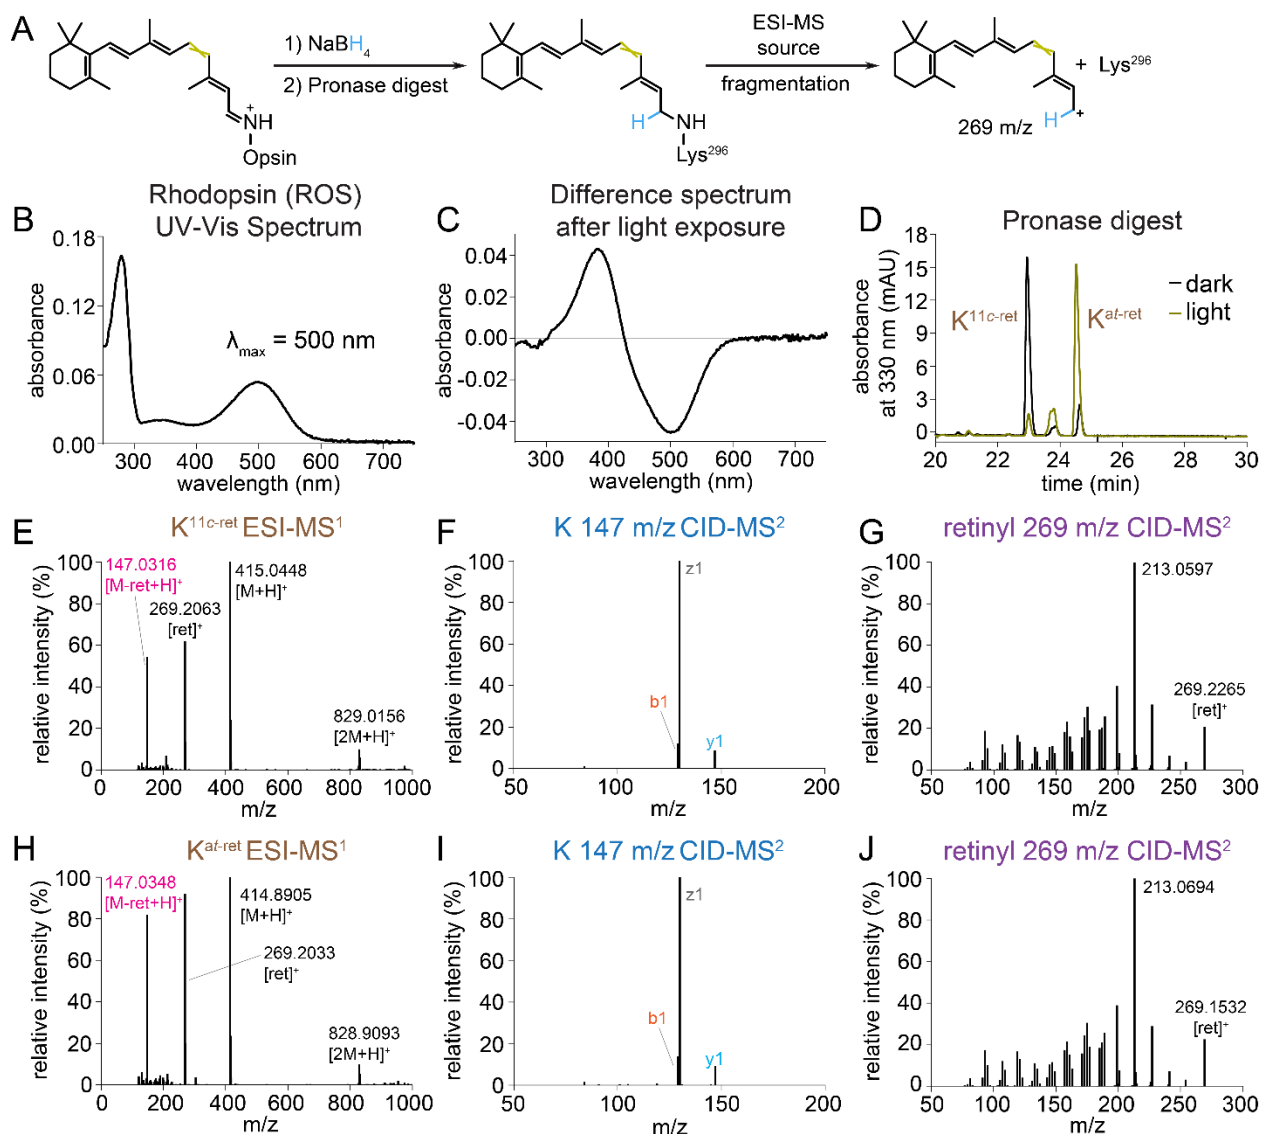 A
H
N
+
Opsin
1) NaBH4
2) Pronase digest
H
NH
Lys296
ESI-MS
source
fragmentation
H
+
269 m/z
+ Lys296
B
Rhodopsin (ROS)
UV-Vis Spectrum
absorbance
0.18
0.12
0.06
0.00
λmax = 500 nm
300 400 500 600 700
wavelength (nm)
C
Difference spectrum
after light exposure
absorbance
0.04
0.02
0.00
-0.02
-0.04
300 400 500 600 700
wavelength (nm)
D
Pronase digest
absorbance
at 330 nm (mAU)
18
15
12
9
6
3
0
K11c-ret
Kat-ret
dark
light
20 22 24 26 28 30
time (min)
E
K11c-ret ESI-MS1
relative intensity (%)
100
80
60
40
20
0
147.0316
[M-ret+H]+
269.2063
[ret]+
415.0448
[M+H]+
829.0156
[2M+H]+
0 200 400 600 800 1000
m/z
F
K 147 m/z CID-MS2
relative intensity (%)
100
80
60
40
20
0
z1
b1
y1
50 100 150 200
m/z
G
retinyl 269 m/z CID-MS2
relative intensity (%)
100
80
60
40
20
0
213.0597
269.2265
[ret]+
50 100 150 200 250 300
m/z
H
Kat-ret ESI-MS1
relative intensity (%)
100
80
60
40
20
0
147.0348
[M-ret+H]+
414.8905
[M+H]+
269.2033
[ret]+
828.9093
[2M+H]+
0 200 400 600 800 1000
m/z
I
K 147 m/z CID-MS2
relative intensity (%)
100
80
60
40
20
0
z1
b1
y1
50 100 150 200
m/z
J
retinyl 269 m/z CID-MS2
relative intensity (%)
100
80
60
40
20
0
213.0694
269.1532
[ret]+
50 100 150 200 250 300
m/z